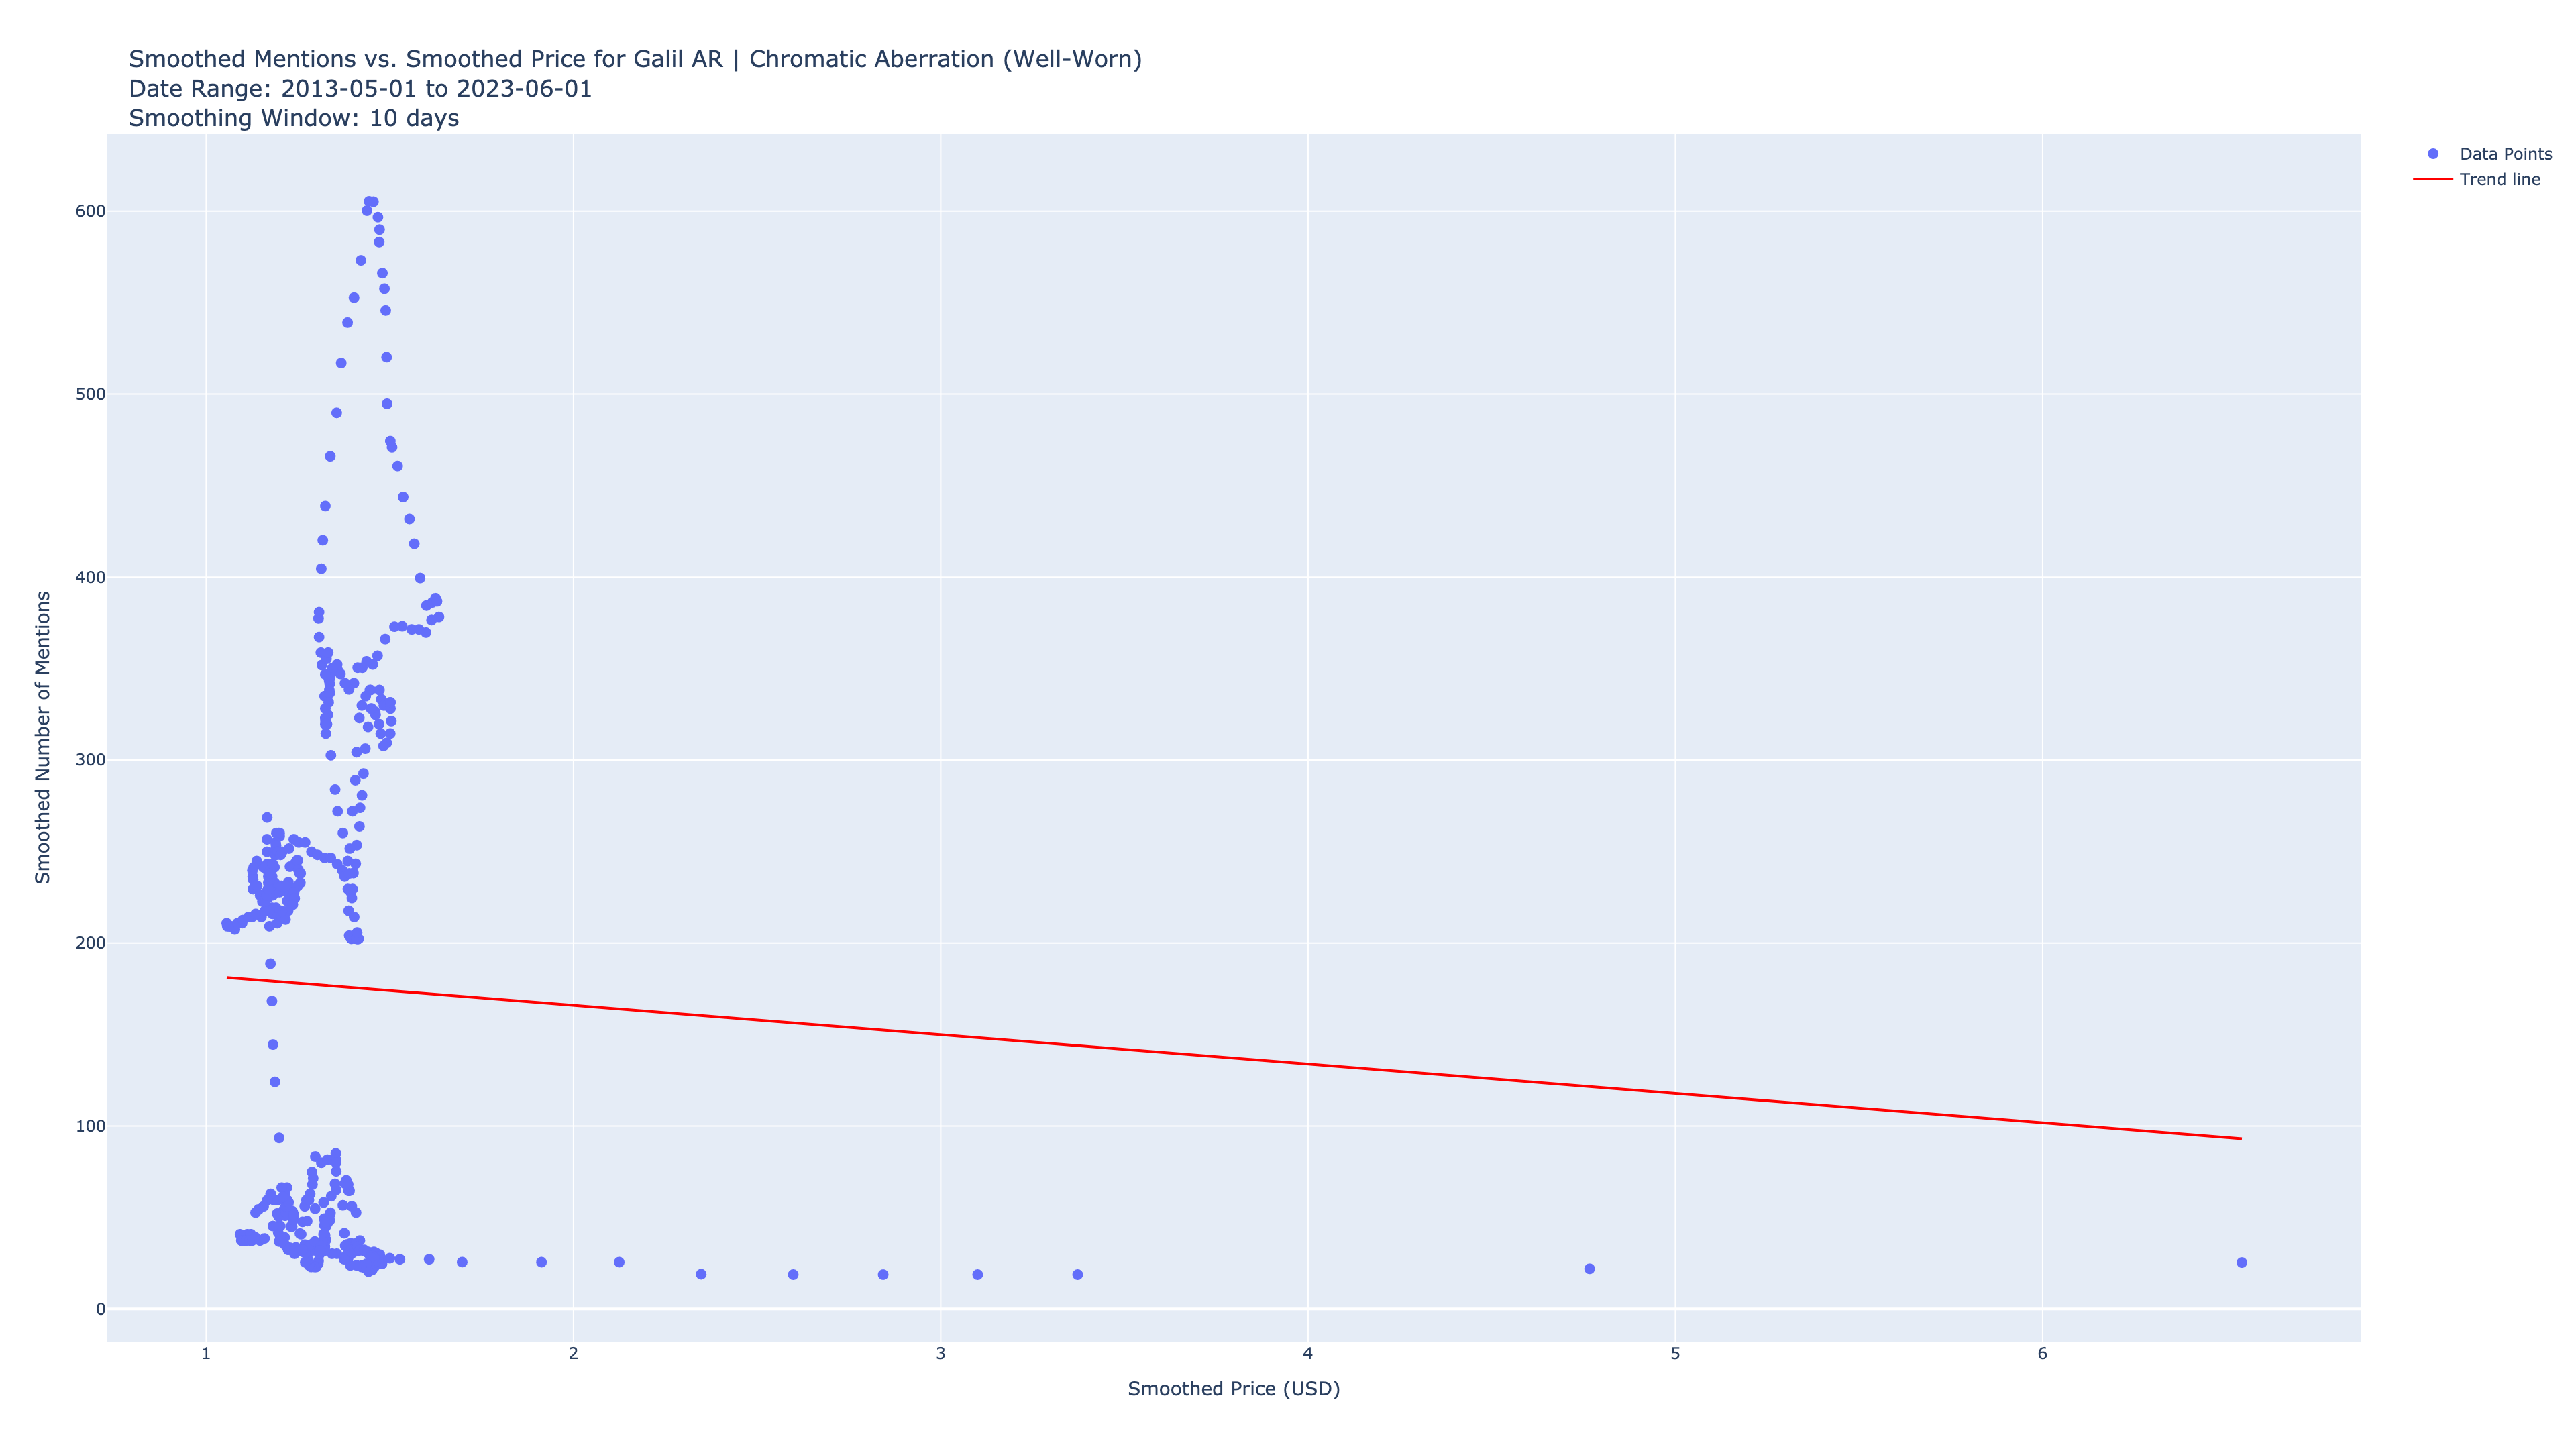 Smoothed Mentions vs. Smoothed Price for Galil AR | Chromatic Aberration (Well-Worn)
Date Range: 2013-05-01 to 2023-06-01
Smoothing Window: 10 days
Data Points
Trend line
600
500
400
300
200
100
0
Smoothed Number of Mentions
1
2
3
4
5
6
Smoothed Price (USD)